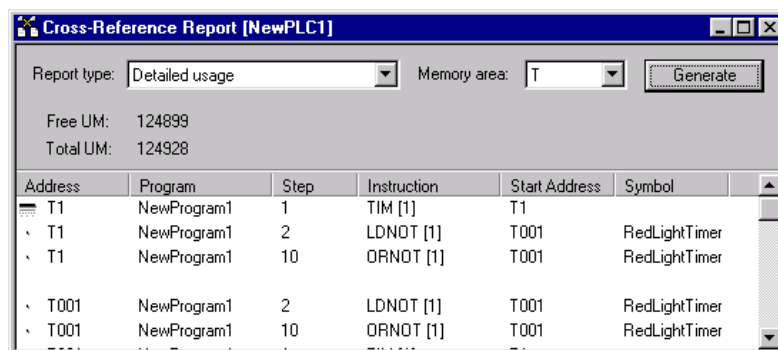 Cross-Reference Report [NewPLC1]
Report type: Detailed usage Memory area: T Generate
Free UM: 124899
Total UM: 124928
Address Program Step Instruction Start Address Symbol
T1 NewProgram1 1 TIM [1] T1
T1 NewProgram1 2 LDNOT [1] T001 RedLightTimer
T1 NewProgram1 10 ORNOT [1] T001 RedLightTimer
T001 NewProgram1 2 LDNOT [1] T001 RedLightTimer
T001 NewProgram1 10 ORNOT [1] T001 RedLightTimer